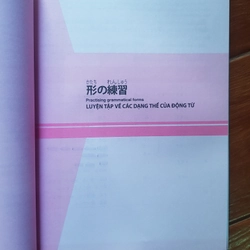 かたち れんしゅう
形の練習
Practising grammatical forms
LUYỆN TẬP VỀ CÁC DẠNG THỂ CỦA ĐỘNG TỪ